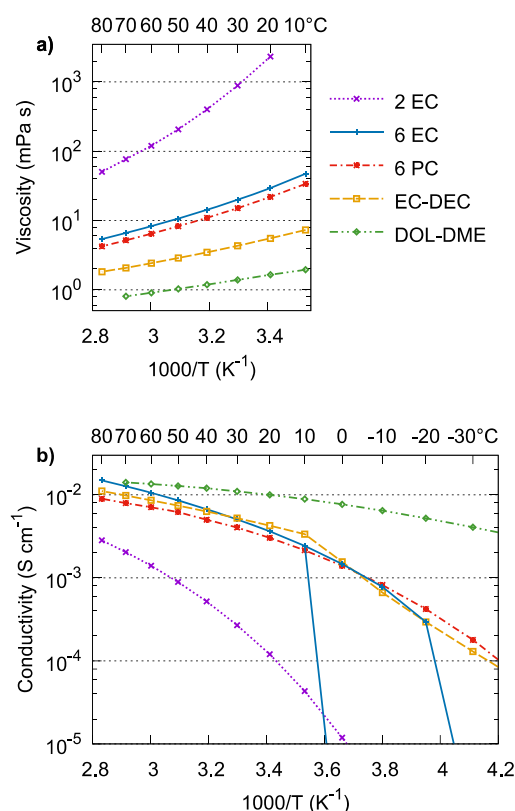 80 70 60 50 40 30 20 10°C
a)
10³
10²
10¹
10⁰
Viscosity (mPa s)
2.8 3 3.2 3.4
1000/T (K⁻¹)
2 EC
6 EC
6 PC
EC-DEC
DOL-DME
80 70 60 50 40 30 20 10 0 -10 -20 -30°C
b)
10⁻²
10⁻³
10⁻⁴
10⁻⁵
Conductivity (S cm⁻¹)
2.8 3 3.2 3.4 3.6 3.8 4 4.2
1000/T (K⁻¹)